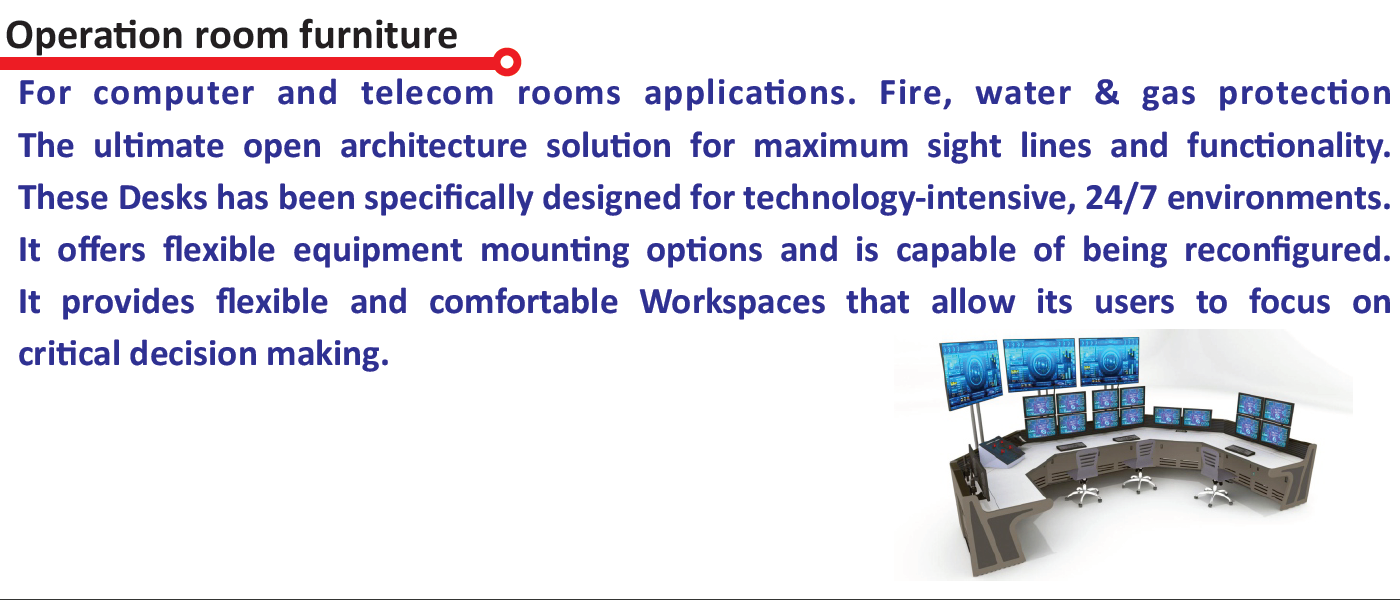 Operation room furniture
For computer and telecom rooms applications. Fire, water & gas protection
The ultimate open architecture solution for maximum sight lines and functionality.
These Desks has been specifically designed for technology-intensive, 24/7 environments.
It offers flexible equipment mounting options and is capable of being reconfigured.
It provides flexible and comfortable Workspaces that allow its users to focus on
critical decision making.